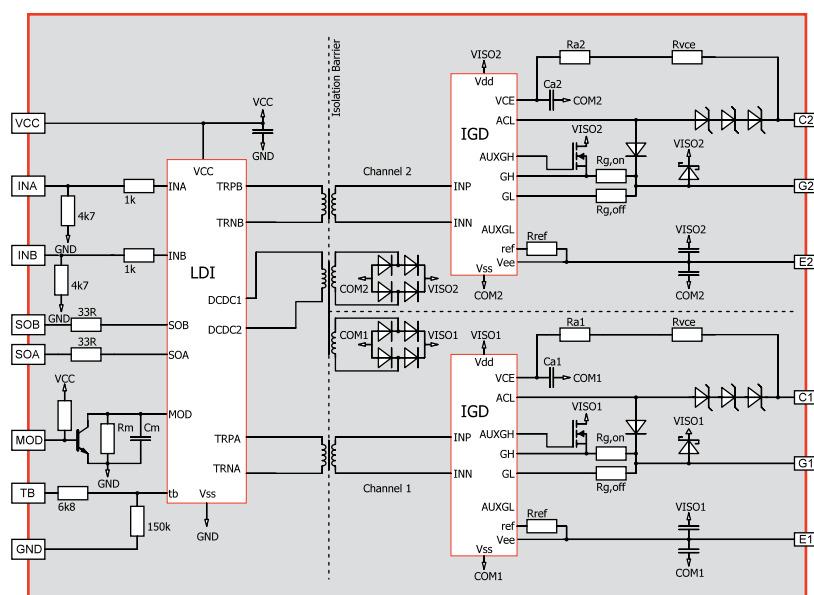 Isolation Barrier
VISO2
Ra2
Rvce
Vdd
VCE
Ca2
COM2
VCC
VCC
ACL
C2
IGD
VISO2
VISO2
GND
AUXGH
VCC
Channel 2
INA
INA
TRPB
INP
GH
Rg,on
G2
1k
GL
4k7
TRNB
INN
Rg,off
AUXGL
VISO2
GND
ref
Rref
INB
INB
Vee
E2
1k
LDI
Vss
COM2
VISO2
COM2
COM2
4k7
DCDC1
GND
33R
SOB
SOB
DCDC2
COM1
VISO1
VISO1
Ra1
Rvce
33R
SOA
SOA
Vdd
VCE
Ca1
COM1
VCC
ACL
C1
IGD
VISO1
VISO1
MOD
Rm
Cm
AUXGH
MOD
TRPA
INP
GH
Rg,on
G1
GND
TRNA
INN
GL
Rg,off
Channel 1
TB
tb
Vss
6k8
AUXGL
VISO1
150k
ref
Rref
GND
Vee
E1
GND
Vss
COM1
COM1